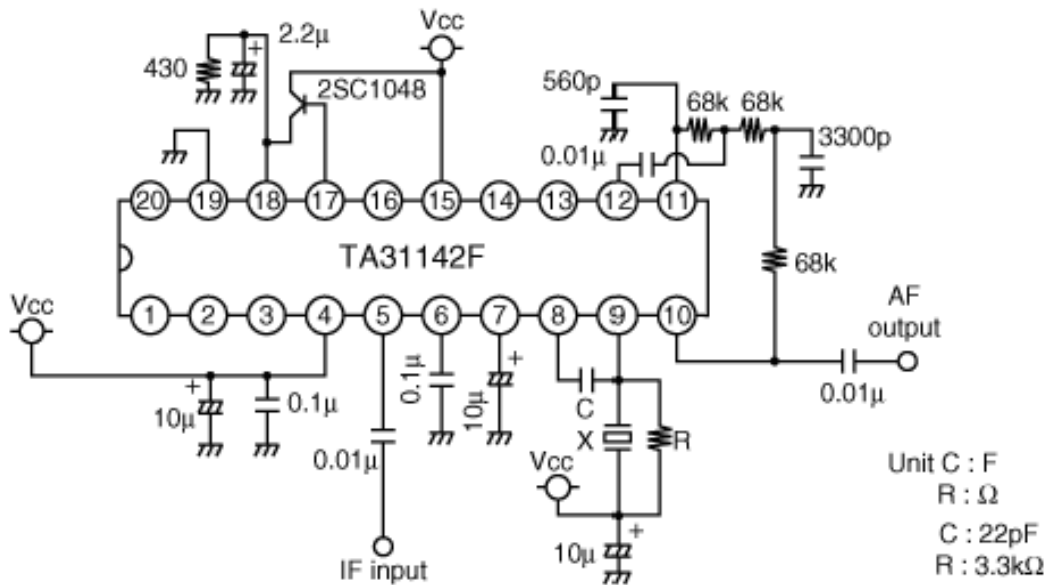 Vcc
2.2μ
+
430
2SC1048
560p
68k 68k
3300p
0.01μ
20 19 18 17 16 15 14 13 12 11
TA31142F
68k
Vcc
1 2 3 4 5 6 7 8 9 10
AF
output
+
10μ
0.1μ
0.1μ
10μ
+
0.01μ
C
X
R
0.01μ
Vcc
+
10μ
IF input
Unit C : F
R : Ω
C : 22pF
R : 3.3kΩ